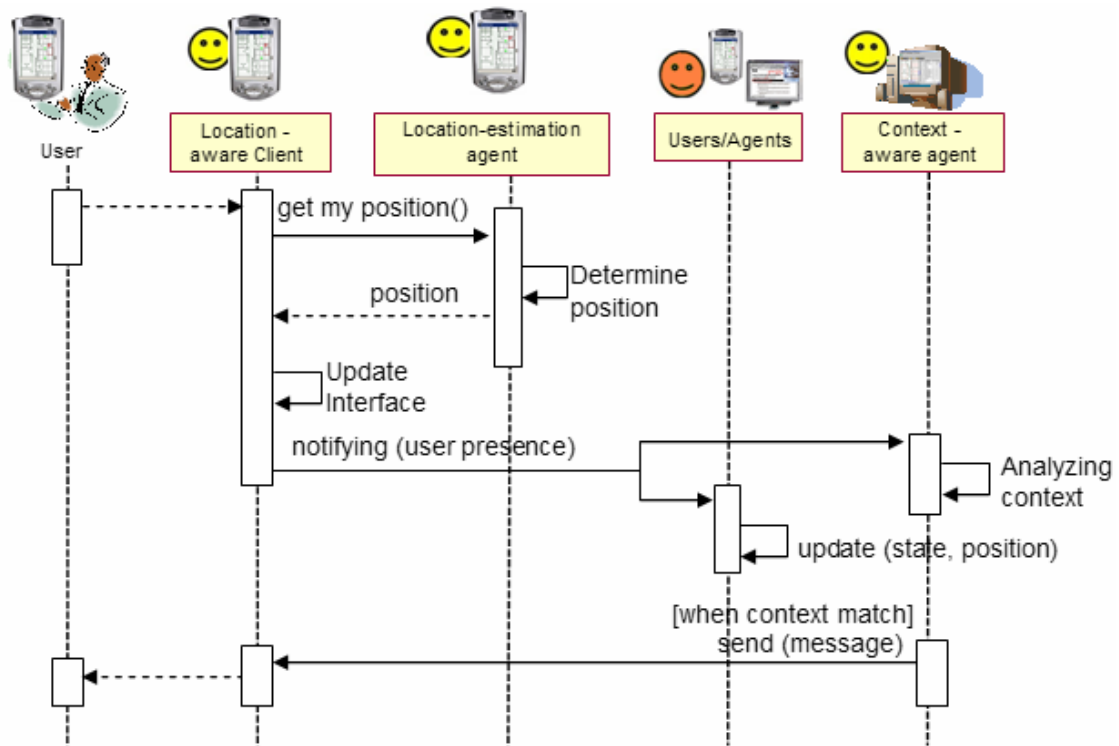 User
Location -
aware Client
Location-estimation
agent
Users/Agents
Context -
aware agent
get my position()
Determine
position
position
Update
Interface
notifying (user presence)
Analyzing
context
update (state, position)
[when context match]
send (message)